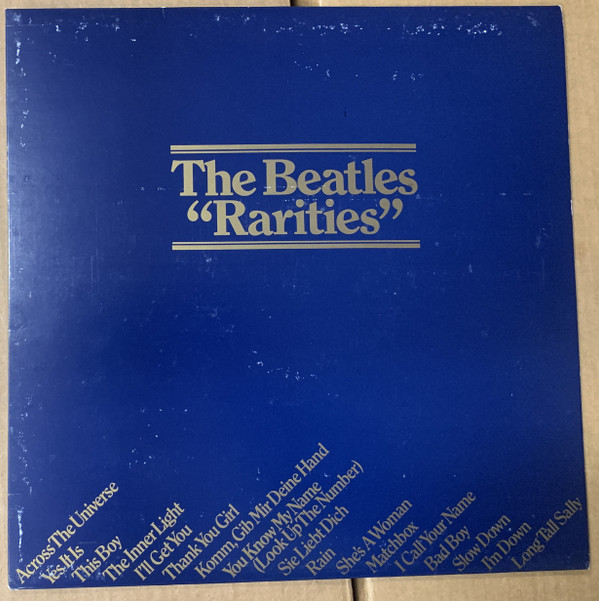 The Beatles
“Rarities”
Across The Universe
Yes It Is
This Boy
The Inner Light
I'll Get You
Thank You Girl
Komm, Gib Mir Deine Hand
You Know My Name
(Look Up The Number)
Sie Liebt Dich
Rain
She's A Woman
Matchbox
I Call Your Name
Bad Boy
Slow Down
I'm Down
Long Tall Sally